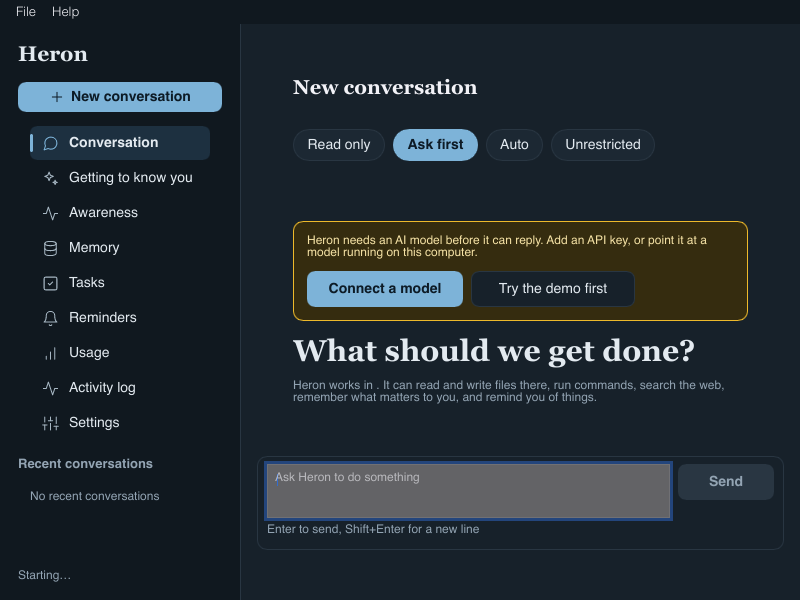 File Help
Heron
+ New conversation
Conversation
Getting to know you
Awareness
Memory
Tasks
Reminders
Usage
Activity log
Settings
Recent conversations
No recent conversations
Starting…
New conversation
Read only Ask first Auto Unrestricted
Heron needs an AI model before it can reply. Add an API key, or point it at a
model running on this computer.
Connect a model Try the demo first
What should we get done?
Heron works in . It can read and write files there, run commands, search the web,
remember what matters to you, and remind you of things.
Ask Heron to do something
Send
Enter to send, Shift+Enter for a new line